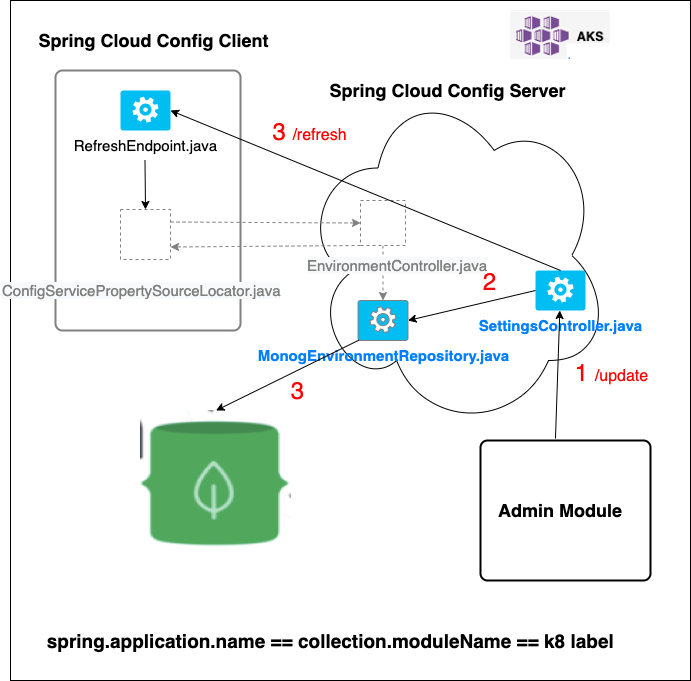 AKS
Spring Cloud Config Client
Spring Cloud Config Server
3 /refresh
RefreshEndpoint.java
EnvironmentController.java
ConfigServicePropertySourceLocator.java
2
SettingsController.java
MonogEnvironmentRepository.java
1 /update
3
Admin Module
spring.application.name == collection.moduleName == k8 label